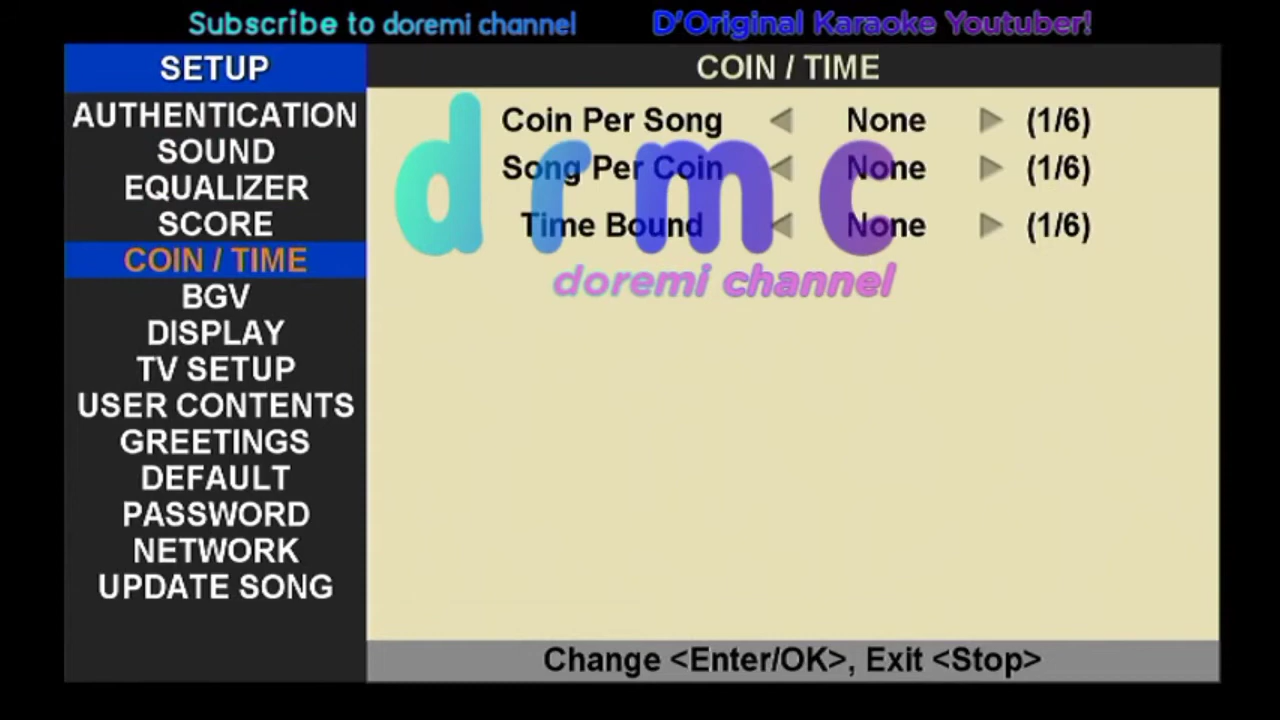 Subscribe to doremi channel D'Original Karaoke Youtuber!
SETUP
AUTHENTICATION
SOUND
EQUALIZER
SCORE
COIN / TIME
BGV
DISPLAY
TV SETUP
USER CONTENTS
GREETINGS
DEFAULT
PASSWORD
NETWORK
UPDATE SONG
COIN / TIME
Coin Per Song None (1/6)
Song Per Coin None (1/6)
Time Bound None (1/6)
drmc
doremi channel
Change <Enter/OK>, Exit <Stop>